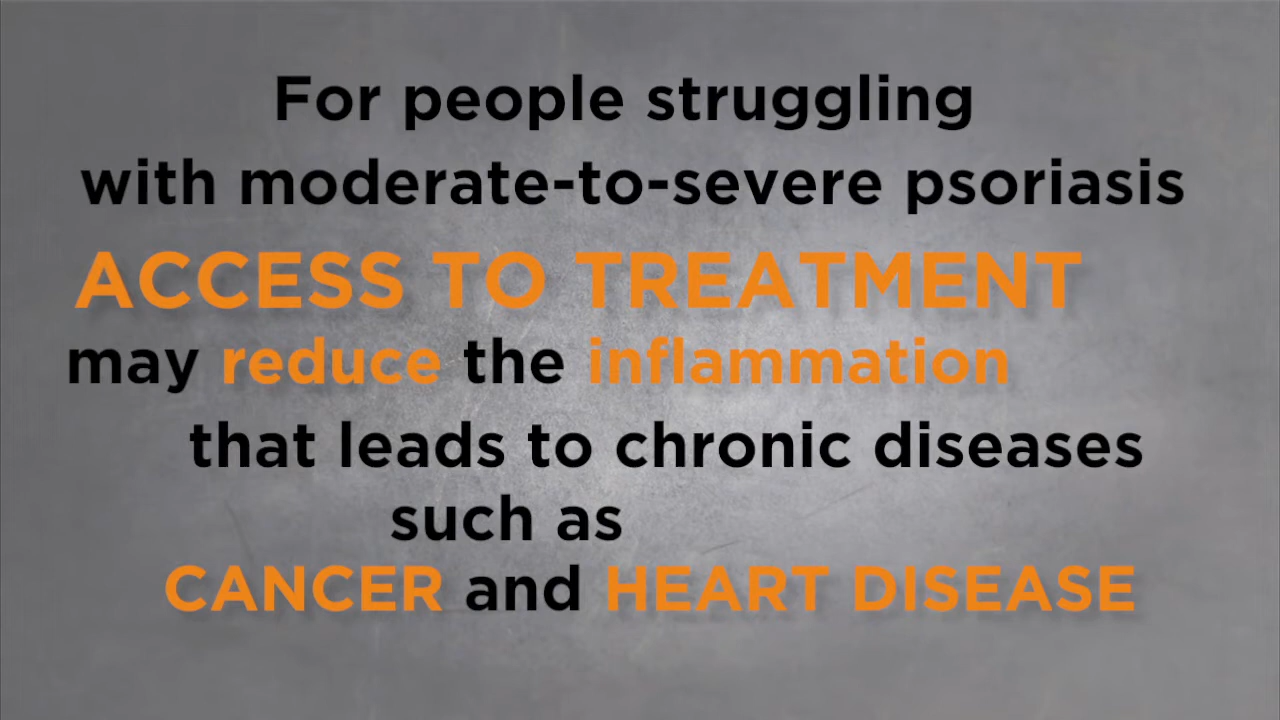 For people struggling
with moderate-to-severe psoriasis
ACCESS TO TREATMENT
may reduce the inflammation
that leads to chronic diseases
such as
CANCER and HEART DISEASE